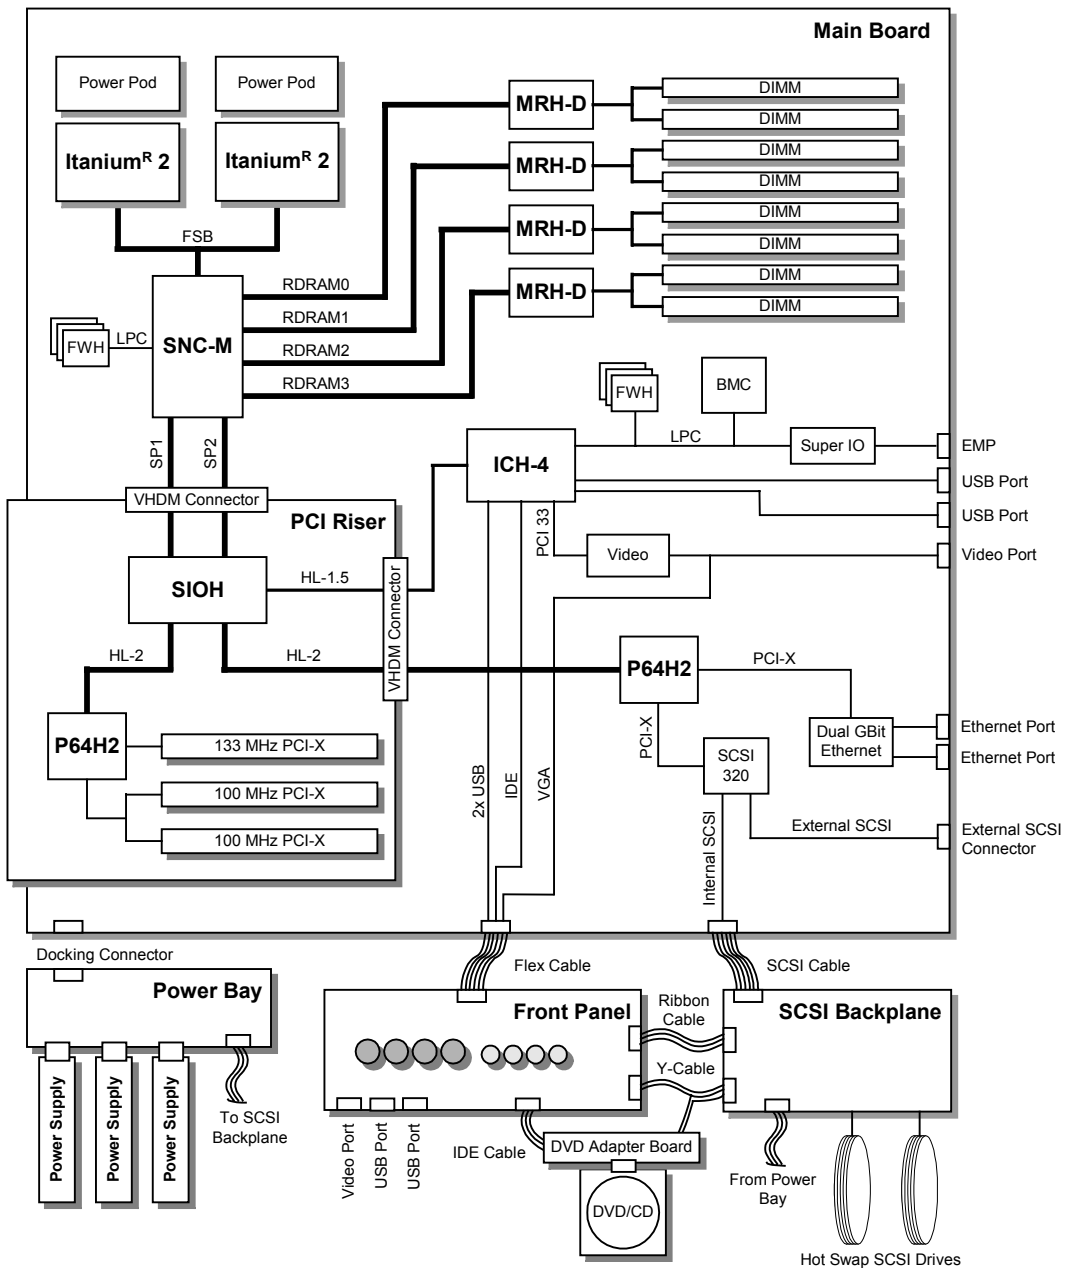 Main Board
Power Pod
Power Pod
Itanium^R 2
Itanium^R 2
FSB
MRH-D
DIMM
DIMM
MRH-D
DIMM
DIMM
MRH-D
DIMM
DIMM
MRH-D
DIMM
DIMM
RDRAM0
RDRAM1
RDRAM2
RDRAM3
FWH
LPC
SNC-M
SP1
SP2
FWH
BMC
LPC
Super IO
EMP
ICH-4
USB Port
USB Port
PCI 33
Video
Video Port
VHDM Connector
PCI Riser
SIOH
HL-1.5
VHDM Connector
HL-2
HL-2
P64H2
133 MHz PCI-X
100 MHz PCI-X
100 MHz PCI-X
P64H2
PCI-X
PCI-X
Dual GBit
Ethernet
Ethernet Port
Ethernet Port
SCSI
320
2x USB
IDE
VGA
Internal SCSI
External SCSI
External SCSI
Connector
Docking Connector
Flex Cable
SCSI Cable
Power Bay
Power Supply
Power Supply
Power Supply
To SCSI
Backplane
Front Panel
Ribbon
Cable
Y-Cable
SCSI Backplane
Video Port
USB Port
USB Port
IDE Cable
DVD Adapter Board
DVD/CD
From Power
Bay
Hot Swap SCSI Drives